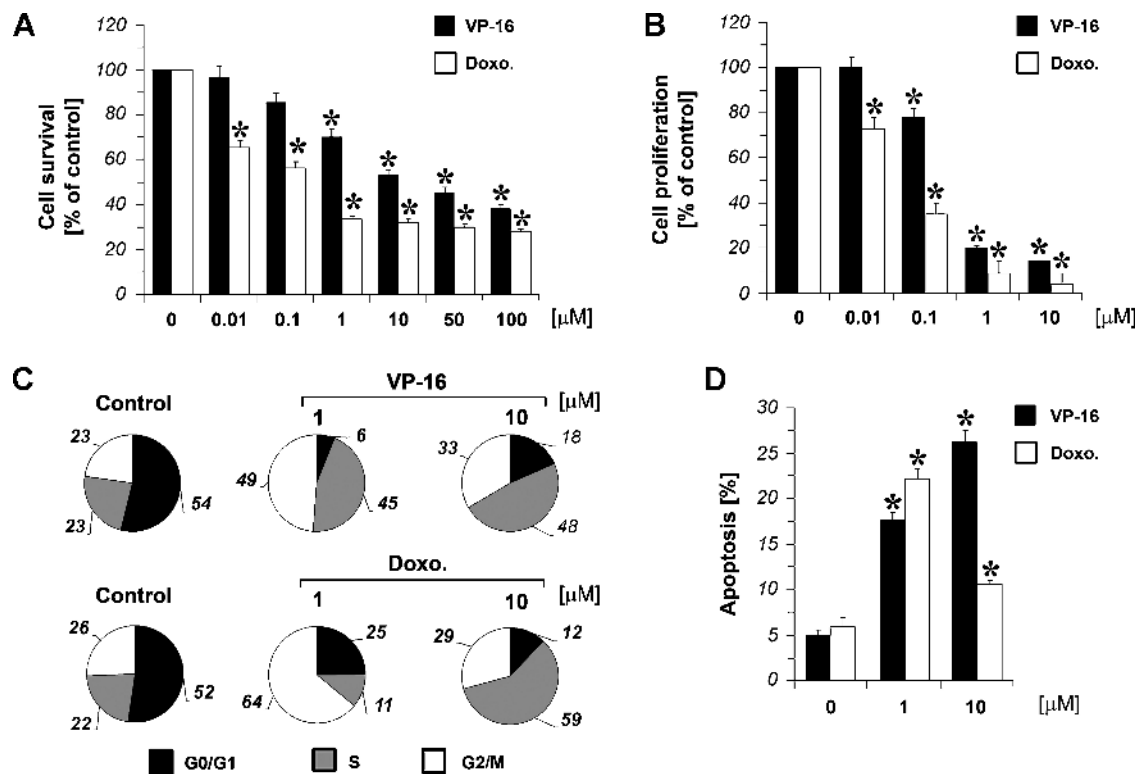 A
Cell survival
[% of control]
120
100
80
60
40
20
0
VP-16
Doxo.
* * * * * * * * * *
0 0.01 0.1 1 10 50 100 [µM]
B
Cell proliferation
[% of control]
120
100
80
60
40
20
0
VP-16
Doxo.
* * * * * * *
0 0.01 0.1 1 10 [µM]
C
VP-16
Control 1 10 [µM]
23 23 54
49 6 45
33 18 48
Doxo.
Control 1 10 [µM]
26 22 52
64 25 11
29 12 59
G0/G1 S G2/M
D
Apoptosis [%]
30
25
20
15
10
5
0
VP-16
Doxo.
* * * *
0 1 10 [µM]